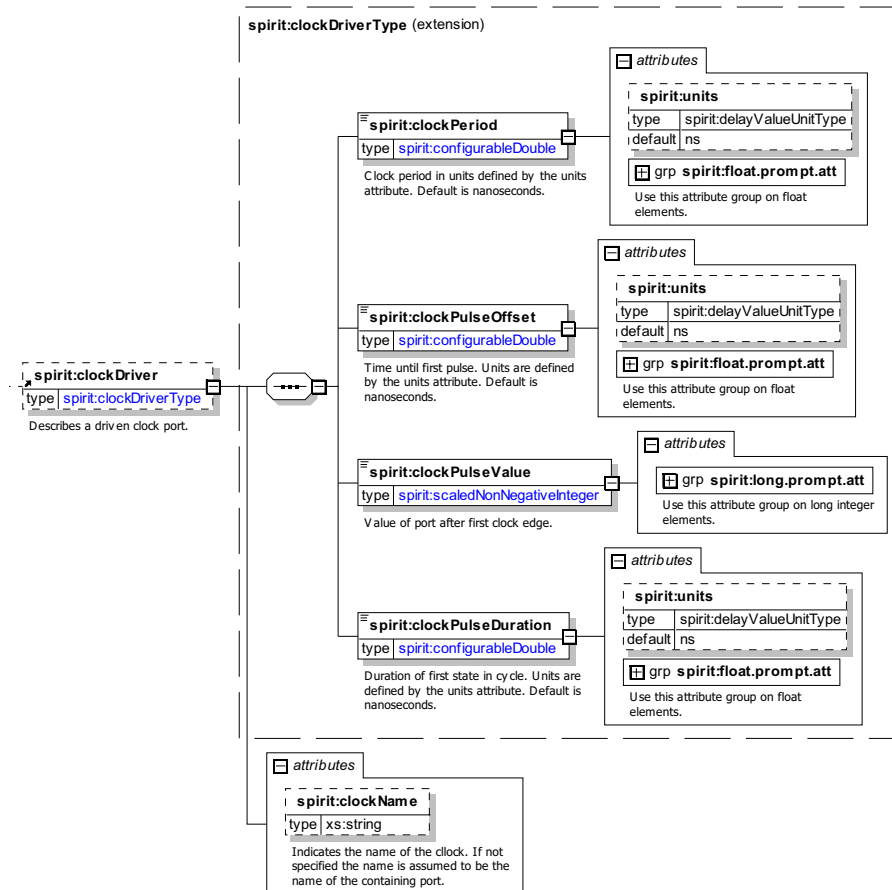 spirit:clockDriverType (extension)
attributes
spirit:units
type spirit:delayValueUnitType
default ns
grp spirit:float.prompt.att
Use this attribute group on float
elements.
spirit:clockPeriod
type spirit:configurableDouble
Clock period in units defined by the units
attribute. Default is nanoseconds.
attributes
spirit:units
type spirit:delayValueUnitType
default ns
grp spirit:float.prompt.att
Use this attribute group on float
elements.
spirit:clockPulseOffset
type spirit:configurableDouble
Time until first pulse. Units are defined
by the units attribute. Default is
nanoseconds.
spirit:clockDriver
type spirit:clockDriverType
Describes a driven clock port.
attributes
grp spirit:long.prompt.att
Use this attribute group on long integer
elements.
spirit:clockPulseValue
type spirit:scaledNonNegativeInteger
Value of port after first clock edge.
attributes
spirit:units
type spirit:delayValueUnitType
default ns
grp spirit:float.prompt.att
Use this attribute group on float
elements.
spirit:clockPulseDuration
type spirit:configurableDouble
Duration of first state in cycle. Units are
defined by the units attribute. Default is
nanoseconds.
attributes
spirit:clockName
type xs:string
Indicates the name of the cllock. If not
specified the name is assumed to be the
name of the containing port.